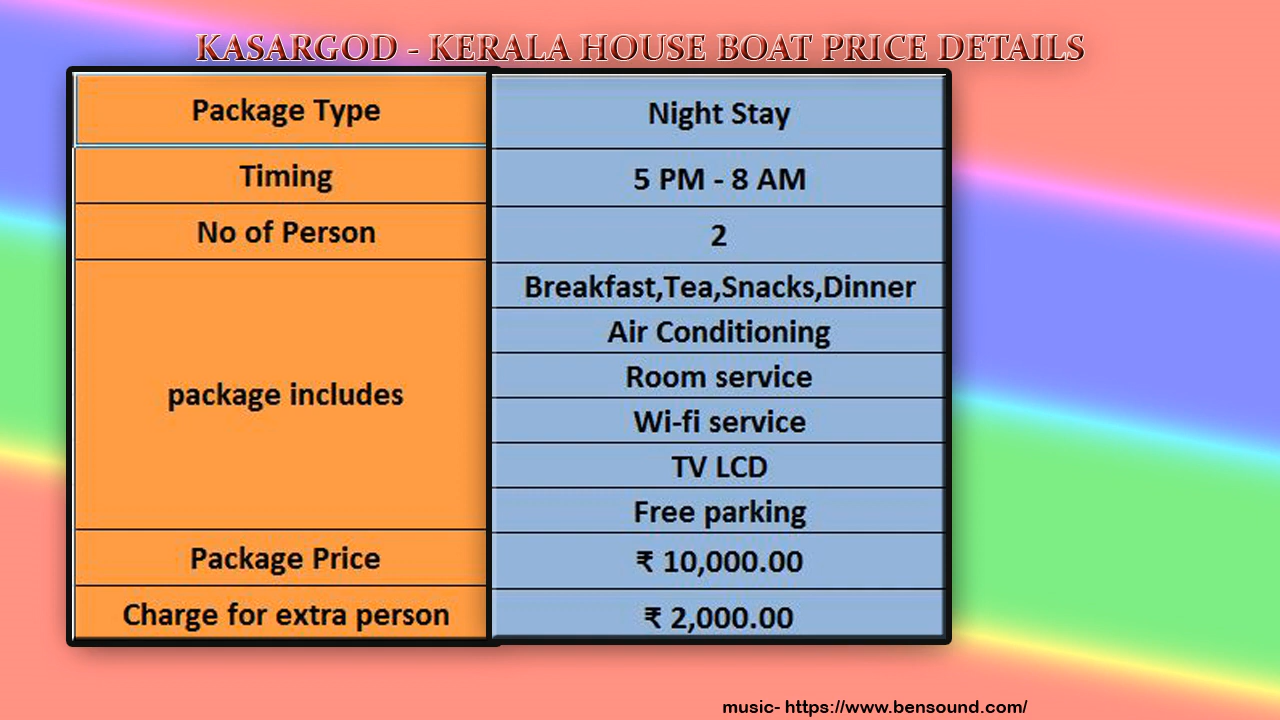 KASARGOD - KERALA HOUSE BOAT PRICE DETAILS
Package Type
Night Stay
Timing
5 PM - 8 AM
No of Person
2
package includes
Breakfast,Tea,Snacks,Dinner
Air Conditioning
Room service
Wi-fi service
TV LCD
Free parking
Package Price
₹ 10,000.00
Charge for extra person
₹ 2,000.00
music- https://www.bensound.com/